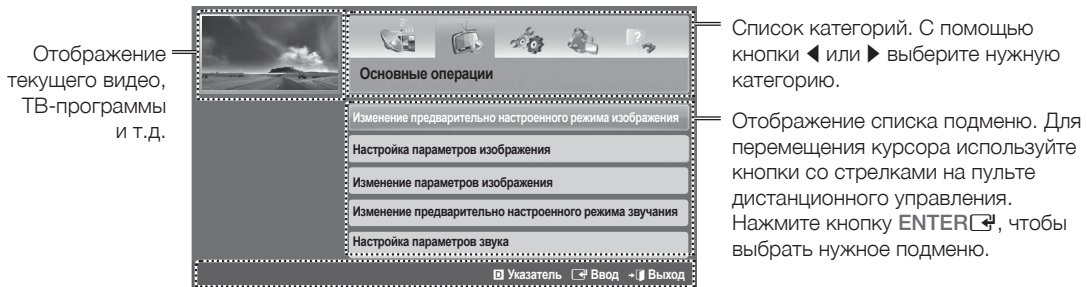 Отображение
текущего видео,
ТВ-программы
и т.д.
Основные операции
Изменение предварительно настроенного режима изображения
Настройка параметров изображения
Изменение параметров изображения
Изменение предварительно настроенного режима звучания
Настройка параметров звука
D Указатель Ввод Выход
Список категорий. С помощью
кнопки ◀ или ▶ выберите нужную
категорию.
Отображение списка подменю. Для
перемещения курсора используйте
кнопки со стрелками на пульте
дистанционного управления.
Нажмите кнопку ENTER, чтобы
выбрать нужное подменю.